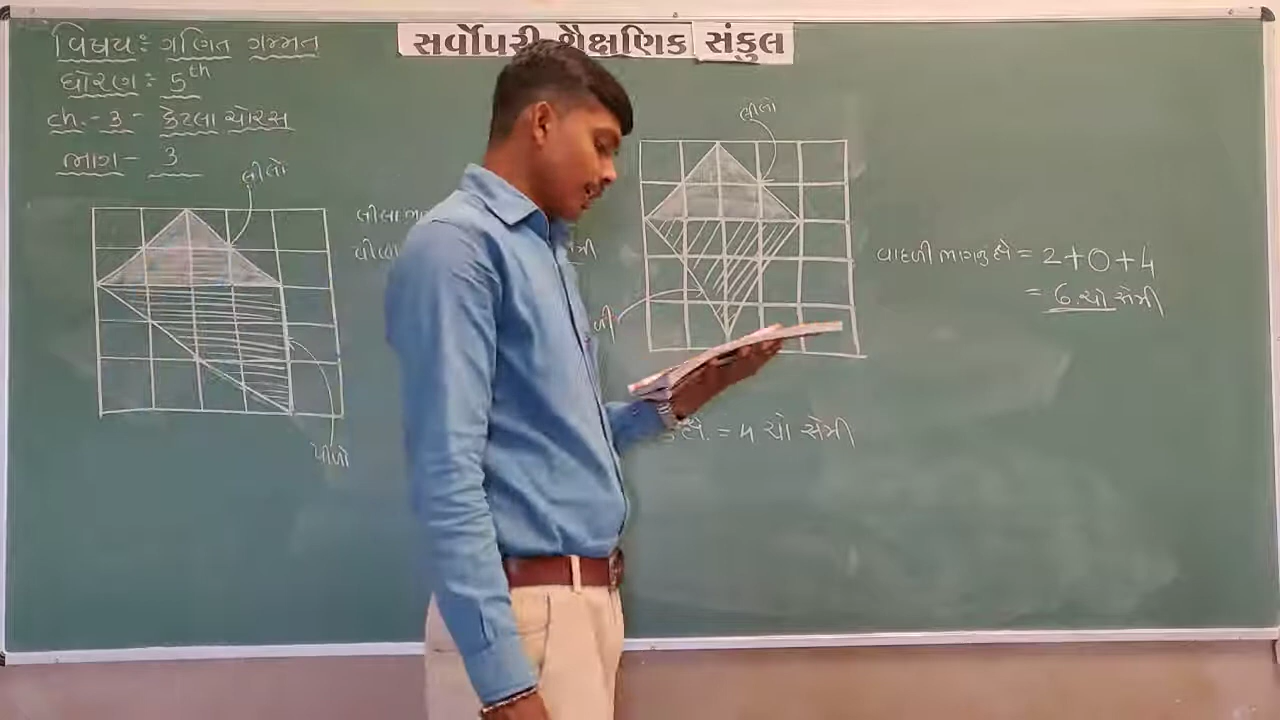 સર્વોપરી શૈક્ષણિક સંકુલ
વિષય : ગણિત ગમ્મત
ધોરણ : 5th
ch. - 3 - કેટલા ચોરસ
ભાગ - 3
લીલો
પીળો
લીલો
વાદળી ભાગનું ક્ષે = 2+0+4
= 6 ચો સેમી
ક્ષે. = 4 ચો સેમી